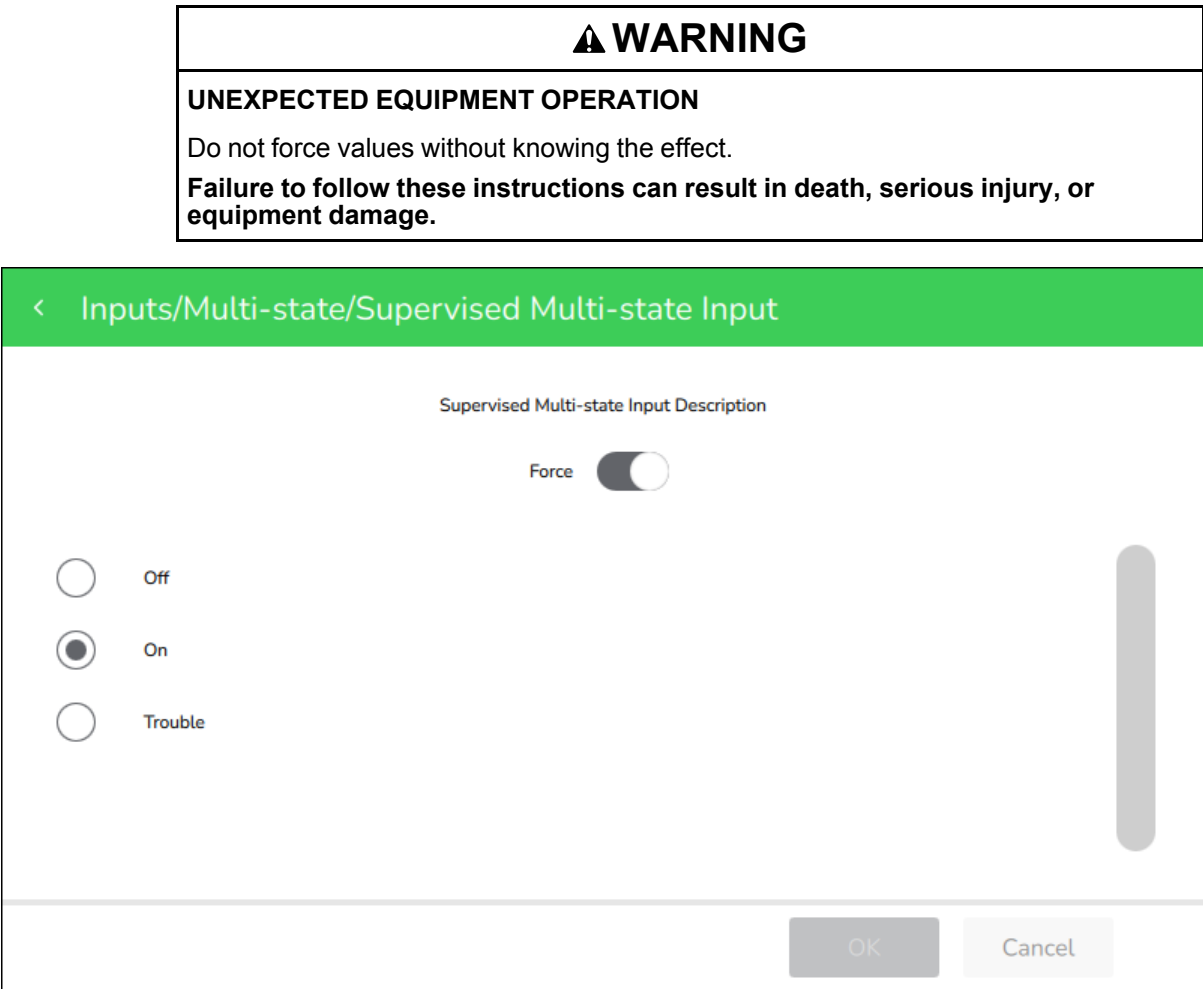 WARNING
UNEXPECTED EQUIPMENT OPERATION
Do not force values without knowing the effect.
Failure to follow these instructions can result in death, serious injury, or
equipment damage.
Inputs/Multi-state/Supervised Multi-state Input
Supervised Multi-state Input Description
Force
Off
On
Trouble
OK
Cancel